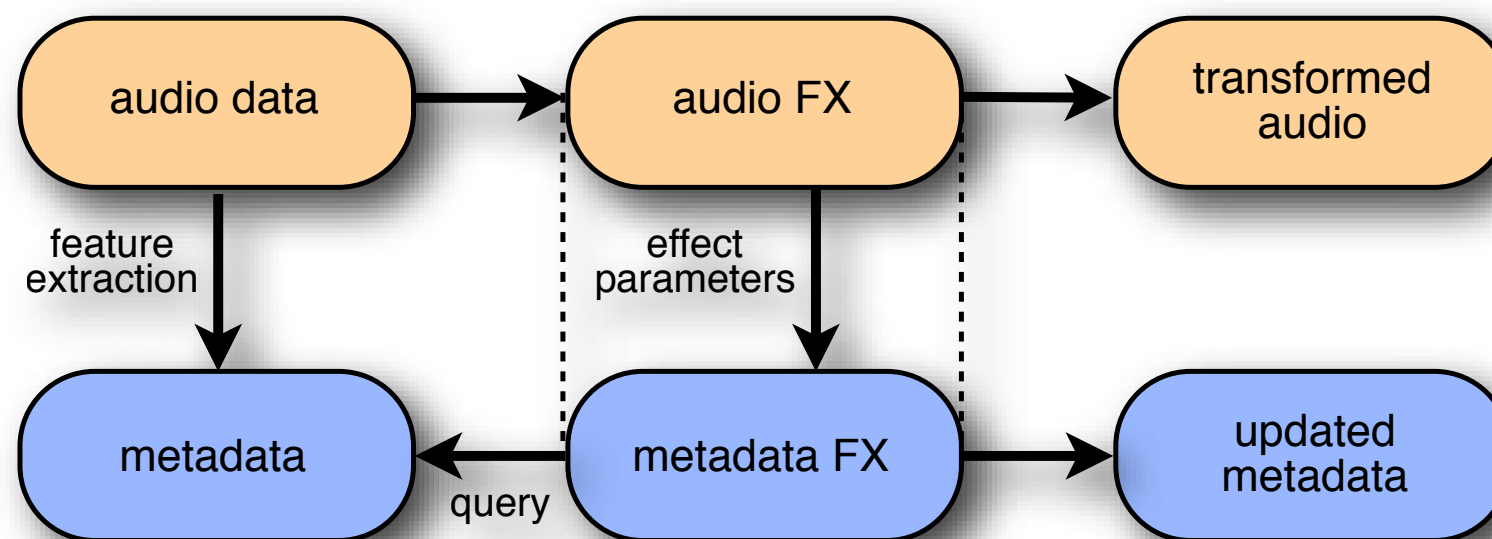 audio data
audio FX
transformed
audio
feature
extraction
effect
parameters
metadata
query
metadata FX
updated
metadata